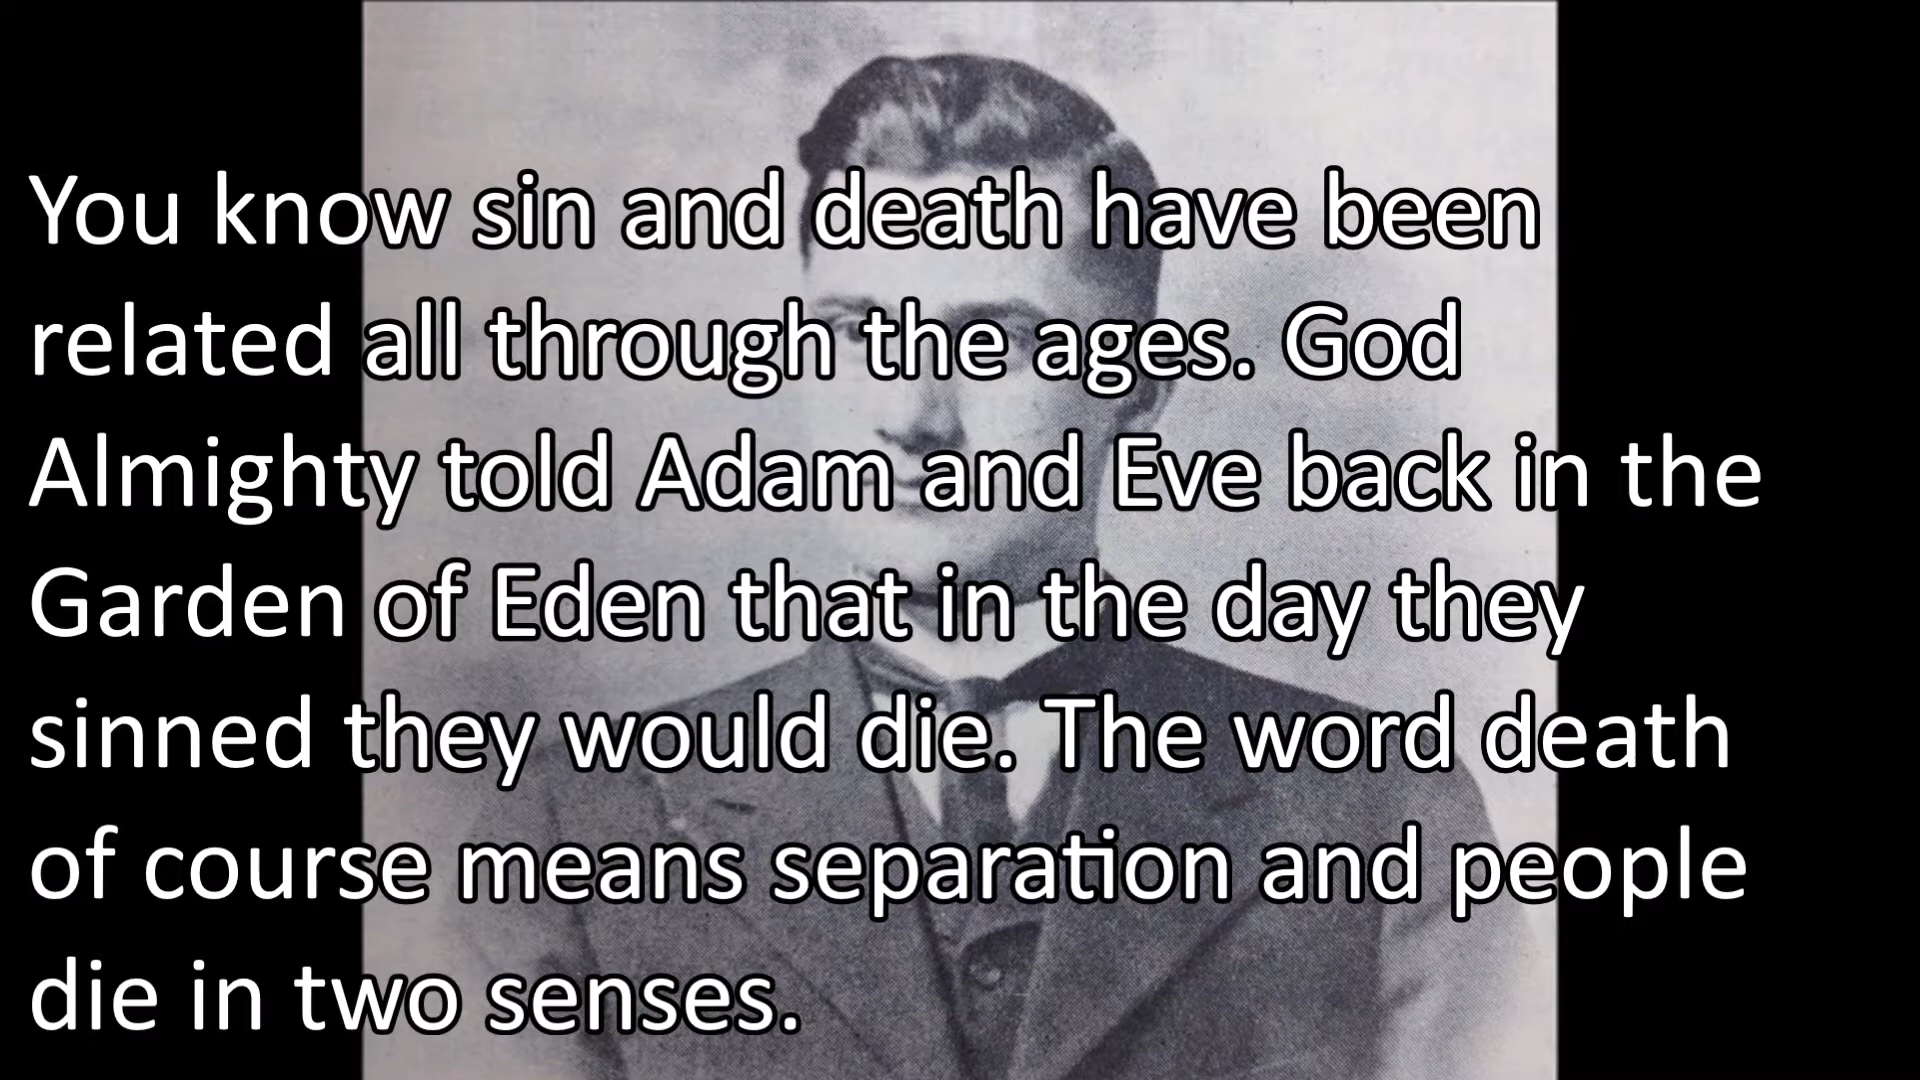 You know sin and death have been
related all through the ages. God
Almighty told Adam and Eve back in the
Garden of Eden that in the day they
sinned they would die. The word death
of course means separation and people
die in two senses.